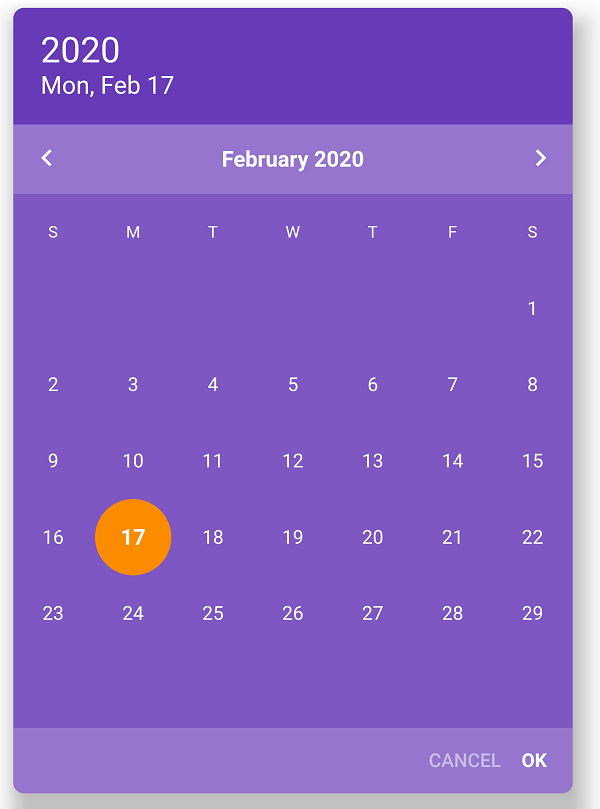 2020
Mon, Feb 17
February 2020
S M T W T F S
1
2 3 4 5 6 7 8
9 10 11 12 13 14 15
16 17 18 19 20 21 22
23 24 25 26 27 28 29
CANCEL OK